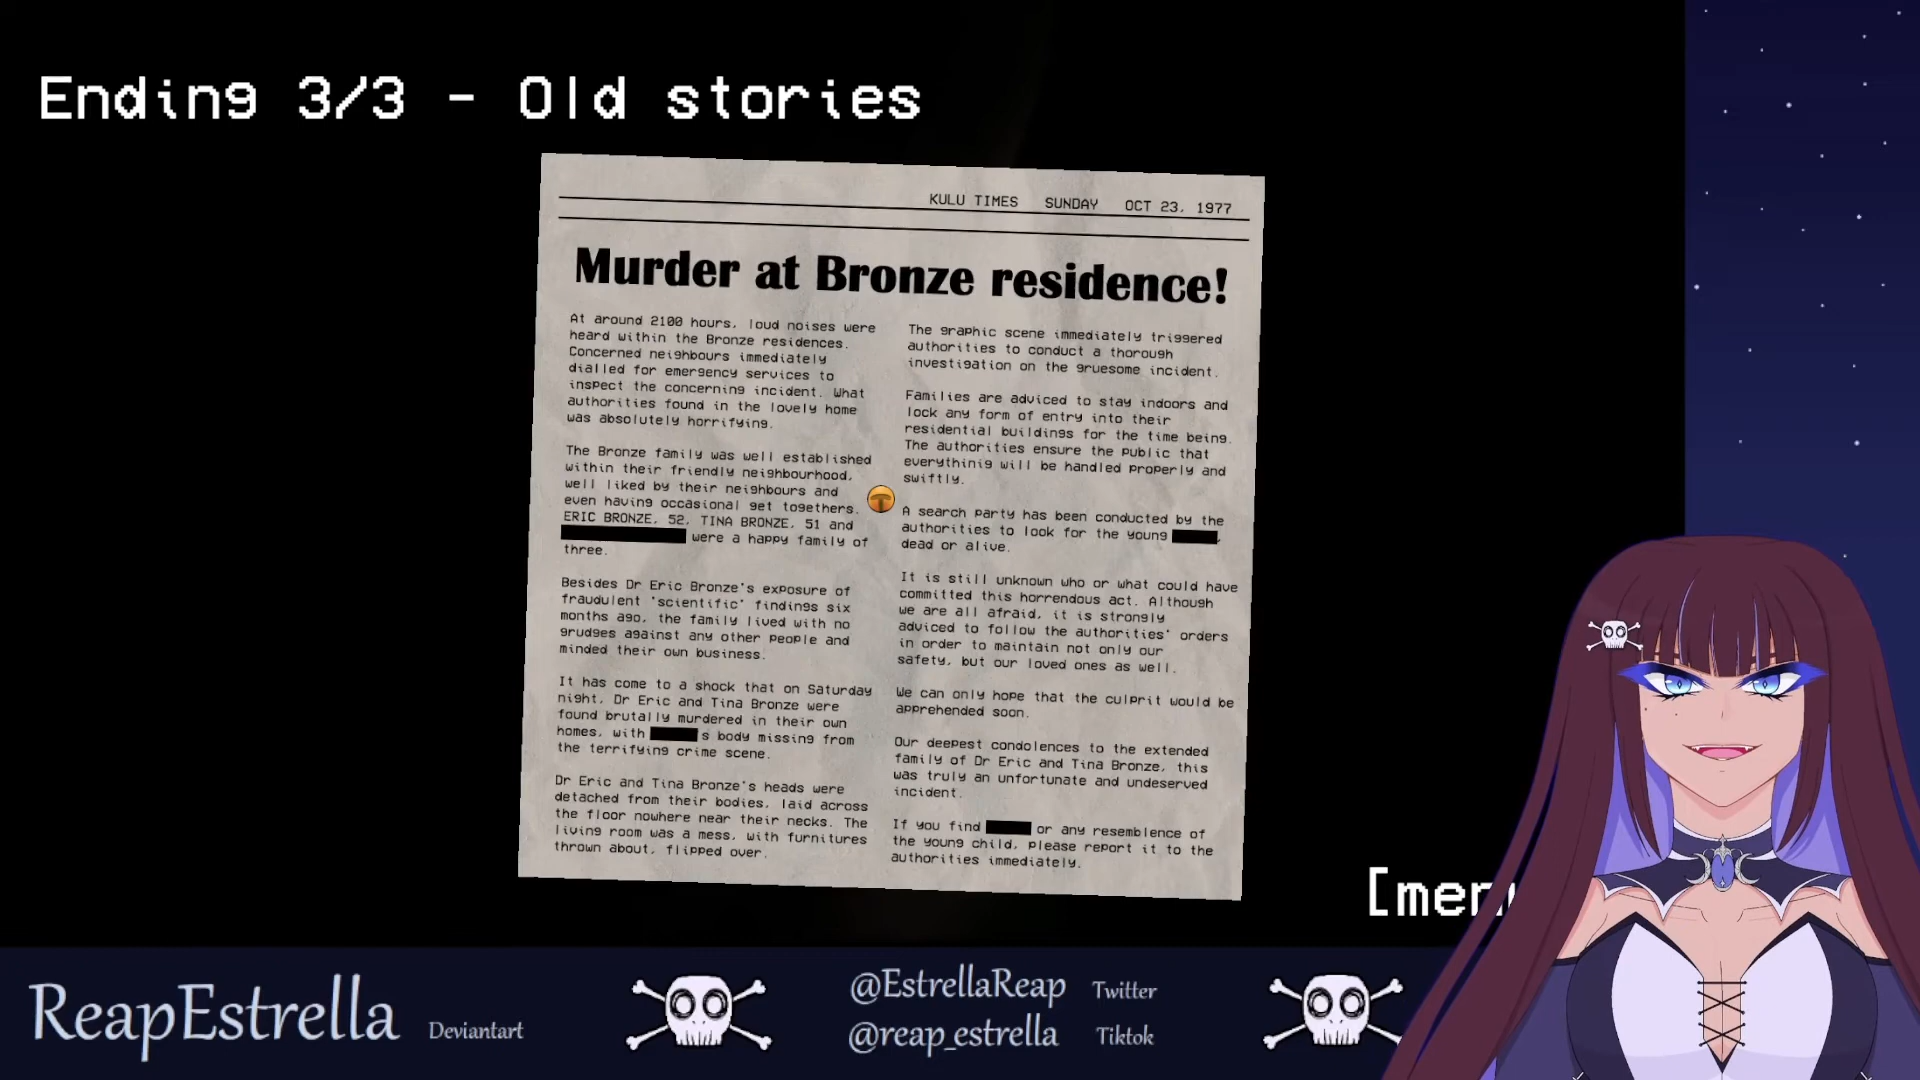 Ending 3/3 - Old stories
KULU TIMES SUNDAY OCT 23, 1977
Murder at Bronze residence!
At around 2100 hours, loud noises were
heard within the Bronze residences.
Concerned neighbours immediately
dialled for emergency services to
inspect the concerning incident. What
authorities found in the lovely home
was absolutely horrifying.
The Bronze family was well established
within their friendly neighbourhood,
well liked by their neighbours and
even having occasional get togethers.
ERIC BRONZE, 52, TINA BRONZE, 51 and
were a happy family of
three.
Besides Dr Eric Bronze's exposure of
fraudulent 'scientific' findings six
months ago, the family lived with no
grudges against any other people and
minded their own business.
It has come to a shock that on Saturday
night, Dr Eric and Tina Bronze were
found brutally murdered in their own
homes, with s body missing from
the terrifying crime scene.
Dr Eric and Tina Bronze's heads were
detached from their bodies, laid across
the floor nowhere near their necks. The
living room was a mess, with furnitures
thrown about, flipped over.
The graphic scene immediately triggered
authorities to conduct a thorough
investigation on the gruesome incident.
Families are adviced to stay indoors and
lock any form of entry into their
residential buildings for the time being.
The authorities ensure the public that
everythinig will be handled properly and
swiftly.
A search party has been conducted by the
authorities to look for the young ,
dead or alive.
It is still unknown who or what could have
committed this horrendous act. Although
we are all afraid, it is strongly
adviced to follow the authorities' orders
in order to maintain not only our
safety, but our loved ones as well.
We can only hope that the culprit would be
apprehended soon.
Our deepest condolences to the extended
family of Dr Eric and Tina Bronze, this
was truly an unfortunate and undeserved
incident.
If you find or any resemblence of
the young child, please report it to the
authorities immediately.
ReapEstrella Deviantart
@EstrellaReap Twitter
@reap_estrella Tiktok